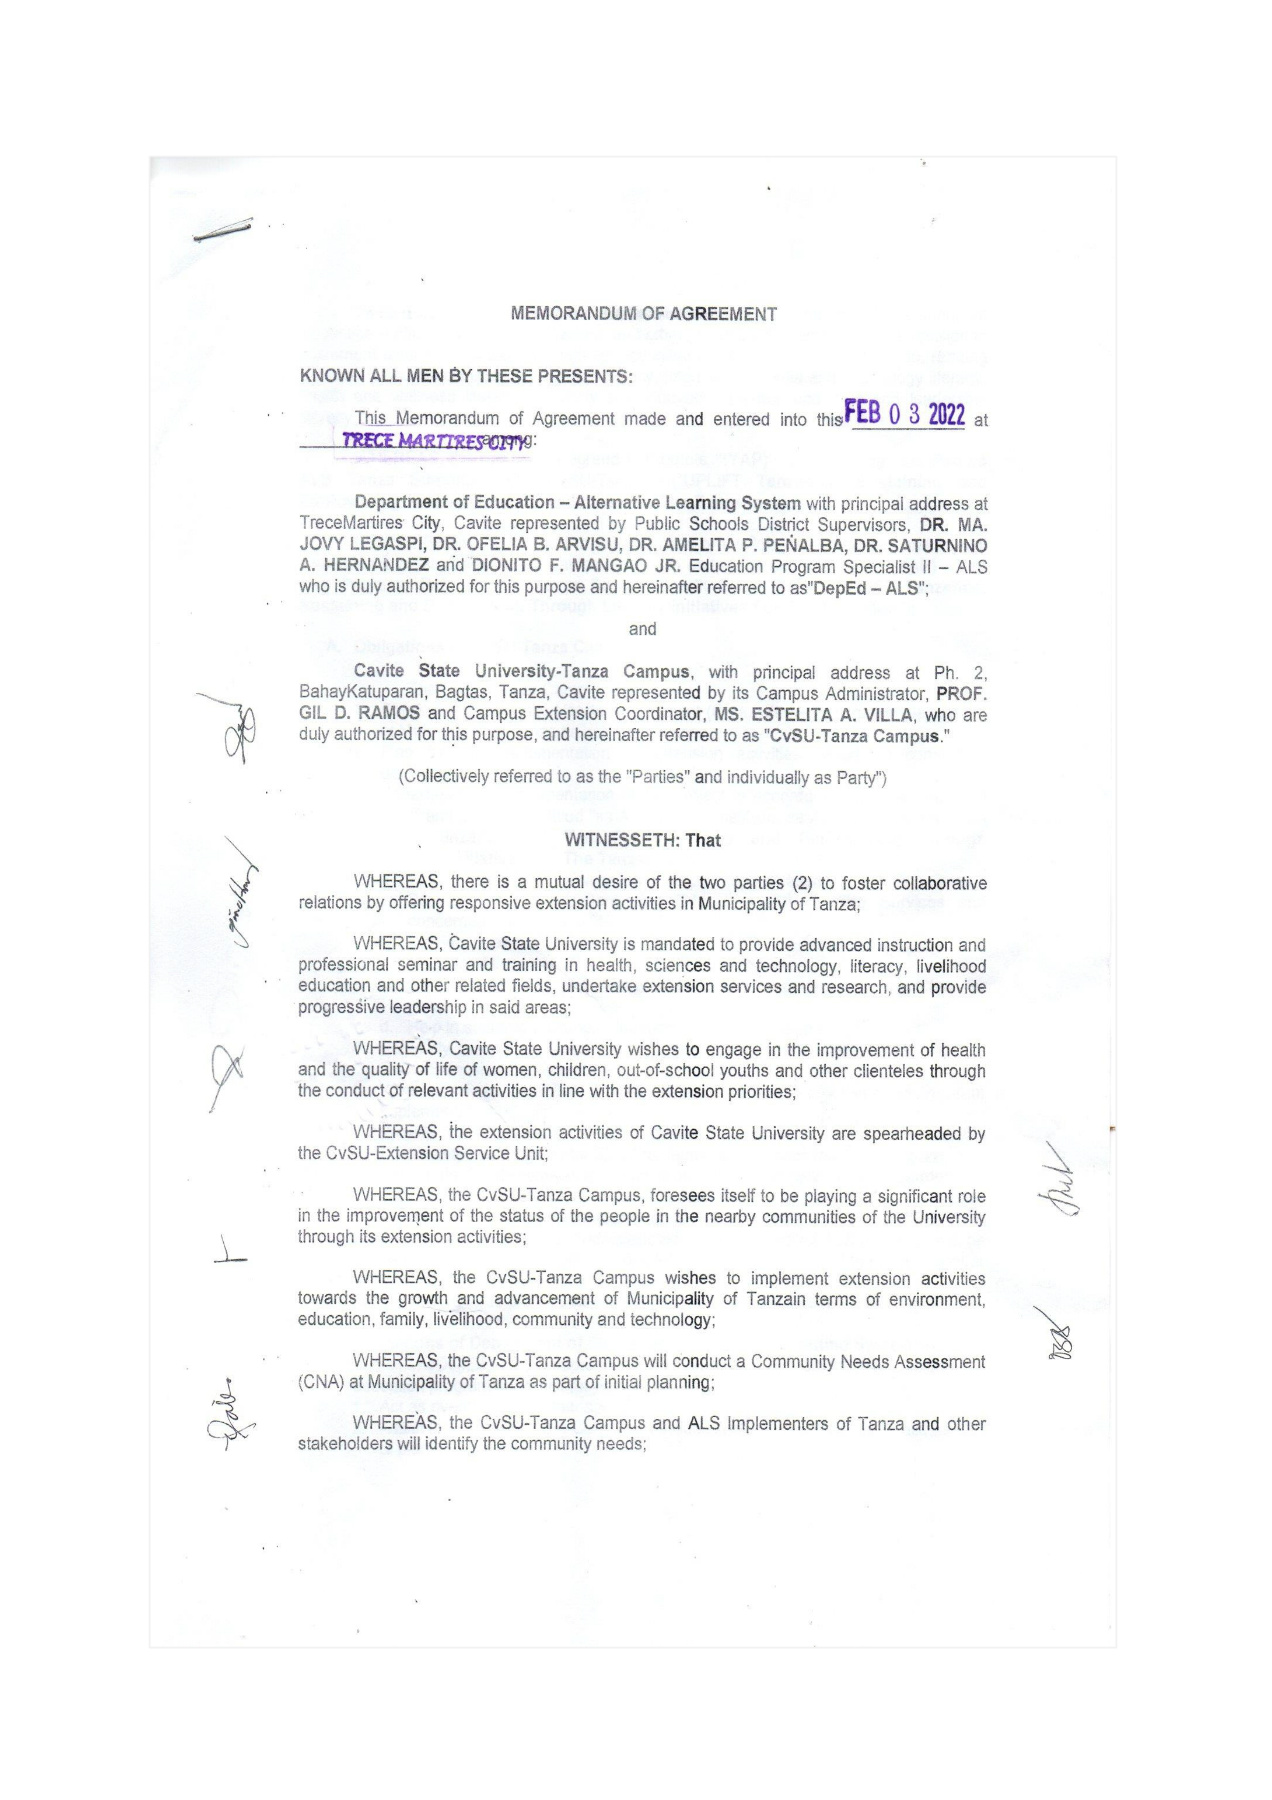 MEMORANDUM OF AGREEMENT
KNOWN ALL MEN BY THESE PRESENTS:
This Memorandum of Agreement made and entered into this FEB 03 2022 at
TRECE MARTIRES CITY among:
Department of Education – Alternative Learning System with principal address at
TreceMartires City, Cavite represented by Public Schools District Supervisors, DR. MA.
JOVY LEGASPI, DR. OFELIA B. ARVISU, DR. AMELITA P. PEÑALBA, DR. SATURNINO
A. HERNANDEZ and DIONITO F. MANGAO JR. Education Program Specialist II – ALS
who is duly authorized for this purpose and hereinafter referred to as"DepEd – ALS";
and
Cavite State University-Tanza Campus, with principal address at Ph. 2,
BahayKatuparan, Bagtas, Tanza, Cavite represented by its Campus Administrator, PROF.
GIL D. RAMOS and Campus Extension Coordinator, MS. ESTELITA A. VILLA, who are
duly authorized for this purpose, and hereinafter referred to as "CvSU-Tanza Campus."
(Collectively referred to as the "Parties" and individually as Party")
WITNESSETH: That
WHEREAS, there is a mutual desire of the two parties (2) to foster collaborative
relations by offering responsive extension activities in Municipality of Tanza;
WHEREAS, Cavite State University is mandated to provide advanced instruction and
professional seminar and training in health, sciences and technology, literacy, livelihood
education and other related fields, undertake extension services and research, and provide
progressive leadership in said areas;
WHEREAS, Cavite State University wishes to engage in the improvement of health
and the quality of life of women, children, out-of-school youths and other clienteles through
the conduct of relevant activities in line with the extension priorities;
WHEREAS, the extension activities of Cavite State University are spearheaded by
the CvSU-Extension Service Unit;
WHEREAS, the CvSU-Tanza Campus, foresees itself to be playing a significant role
in the improvement of the status of the people in the nearby communities of the University
through its extension activities;
WHEREAS, the CvSU-Tanza Campus wishes to implement extension activities
towards the growth and advancement of Municipality of Tanzain terms of environment,
education, family, livelihood, community and technology;
WHEREAS, the CvSU-Tanza Campus will conduct a Community Needs Assessment
(CNA) at Municipality of Tanza as part of initial planning;
WHEREAS, the CvSU-Tanza Campus and ALS Implementers of Tanza and other
stakeholders will identify the community needs;